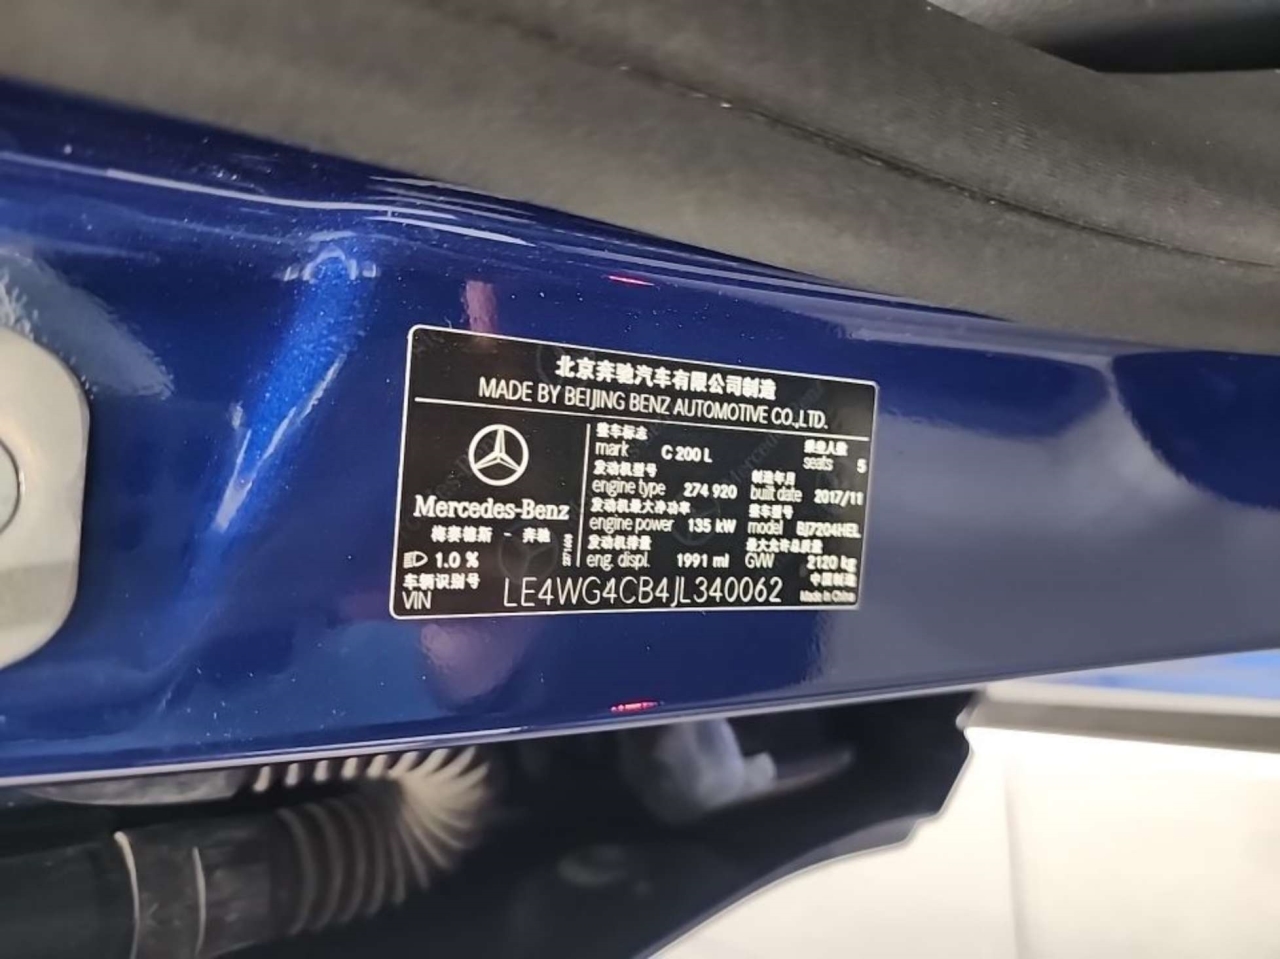 北京奔驰汽车有限公司制造
MADE BY BEIJING BENZ AUTOMOTIVE CO.,LTD.
整车标志
mark C 200 L
乘坐人数
seats 5
发动机型号
engine type 274 920
制造年月
built date 2017/11
发动机最大净功率
engine power 135 kW
整车型号
model BJ7204HEL
发动机排量
eng. displ. 1991 ml
最大允许总质量
GVW 2120 kg
Mercedes-Benz
梅赛德斯 - 奔驰
1.0 %
车辆识别号
VIN LE4WG4CB4JL340062
中国制造
Made in China